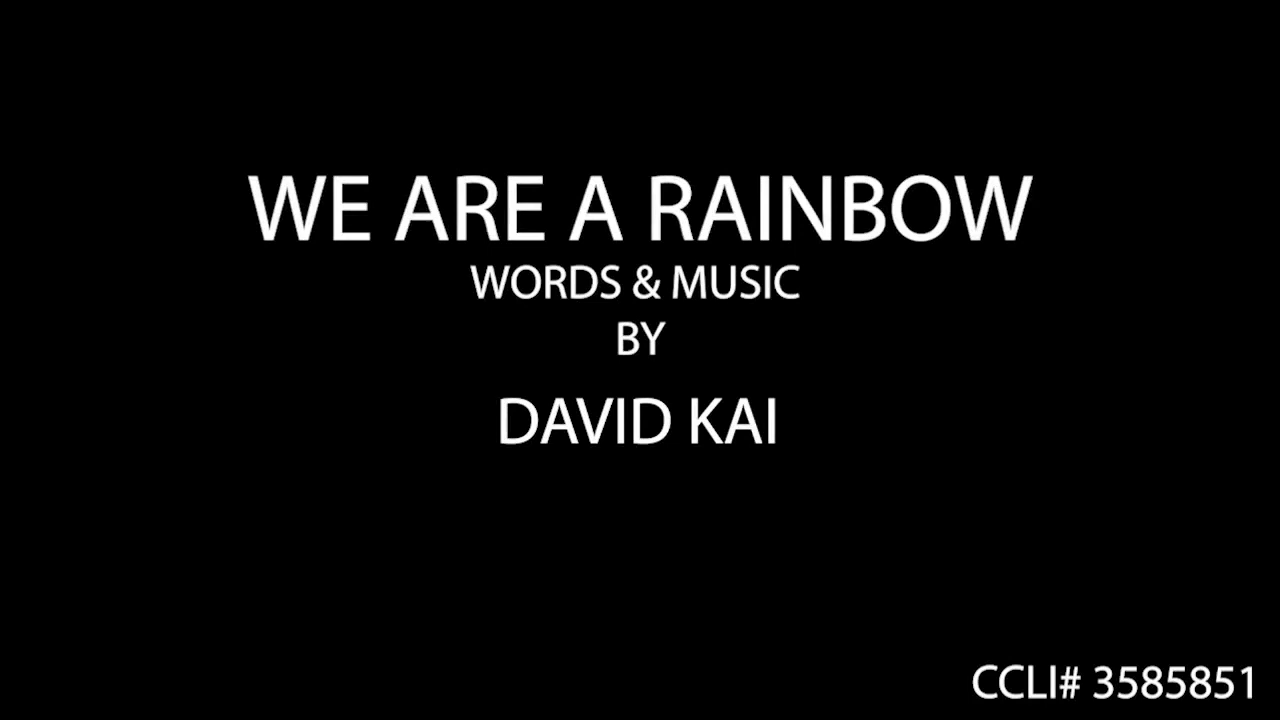 WE ARE A RAINBOW
WORDS & MUSIC
BY
DAVID KAI
CCLI# 3585851